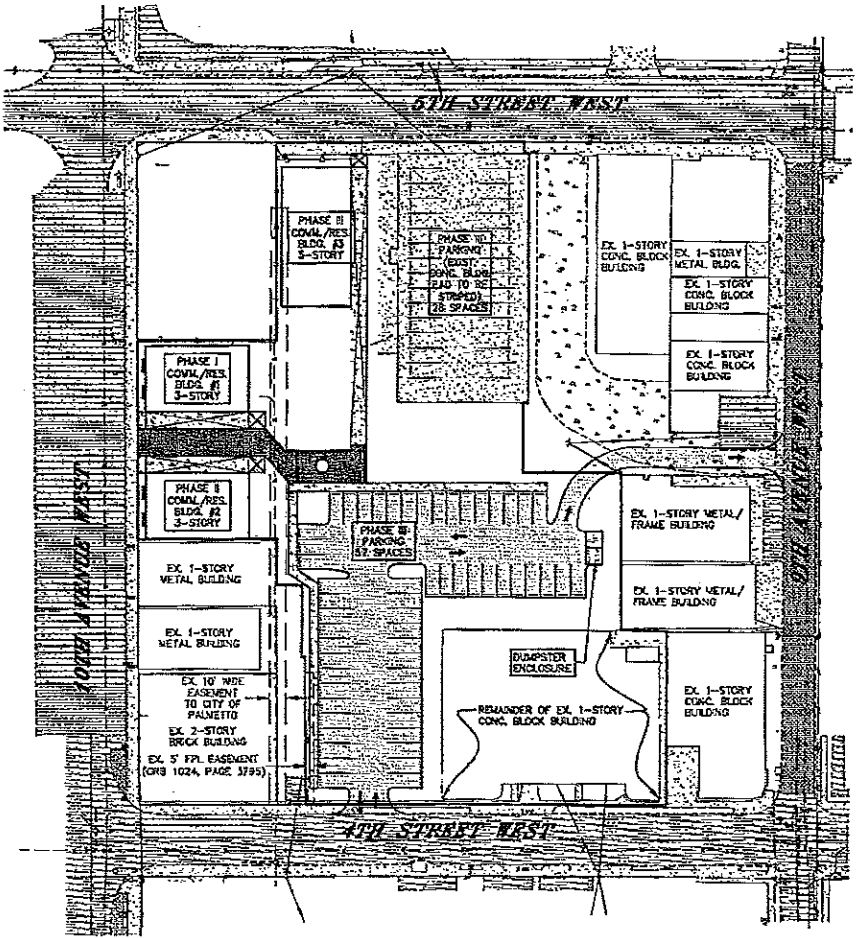 5TH STREET WEST
PHASE III
COMM./RES.
BLDG. #3
3-STORY
PARKING
(EXIST.
CONC. BLDG.
PAD TO BE
STRIPED)
28 SPACES
EX. 1-STORY
CONC. BLOCK
BUILDING
EX. 1-STORY
METAL BLDG.
EX. 1-STORY
CONC. BLOCK
BUILDING
EX. 1-STORY
CONC. BLOCK
BUILDING
PHASE I
COMM./RES.
BLDG. #1
3-STORY
10TH AVENUE WEST
9TH AVENUE WEST
PHASE II
COMM./RES.
BLDG. #2
3-STORY
PHASE III
PARKING
57 SPACES
EX. 1-STORY METAL/
FRAME BUILDING
EX. 1-STORY
METAL BUILDING
EX. 1-STORY METAL/
FRAME BUILDING
EX. 1-STORY
METAL BUILDING
DUMPSTER
ENCLOSURE
EX. 10' WIDE
EASEMENT
TO CITY OF
PALMETTO
REMAINDER OF EX. 1-STORY
CONC. BLOCK BUILDING
EX. 1-STORY
CONC. BLOCK
BUILDING
EX. 2-STORY
BRICK BUILDING
EX. 5' FPL EASEMENT
(ORB 1024, PAGE 3795)
4TH STREET WEST